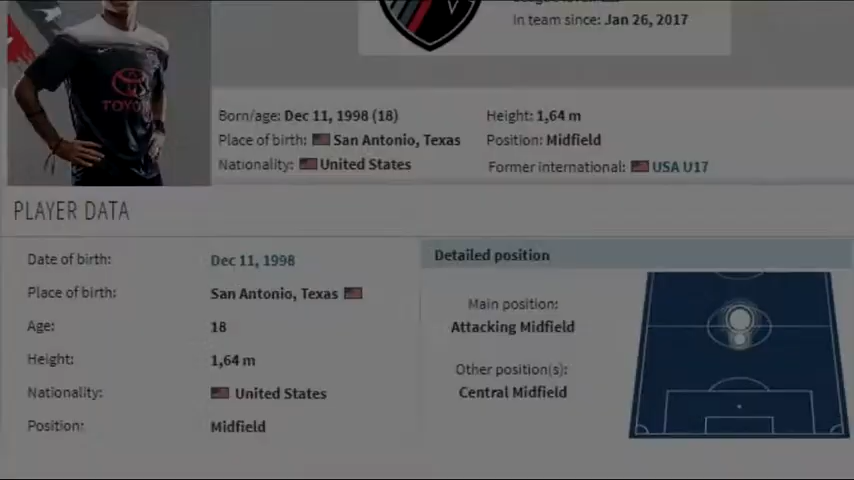 In team since: Jan 26, 2017
TOYOTA
Born/age: Dec 11, 1998 (18)
Height: 1,64 m
Place of birth: San Antonio, Texas
Position: Midfield
Nationality: United States
Former international: USA U17
PLAYER DATA
Date of birth: Dec 11, 1998
Detailed position
Place of birth: San Antonio, Texas
Main position:
Age: 18
Attacking Midfield
Height: 1,64 m
Other position(s):
Nationality: United States
Central Midfield
Position: Midfield